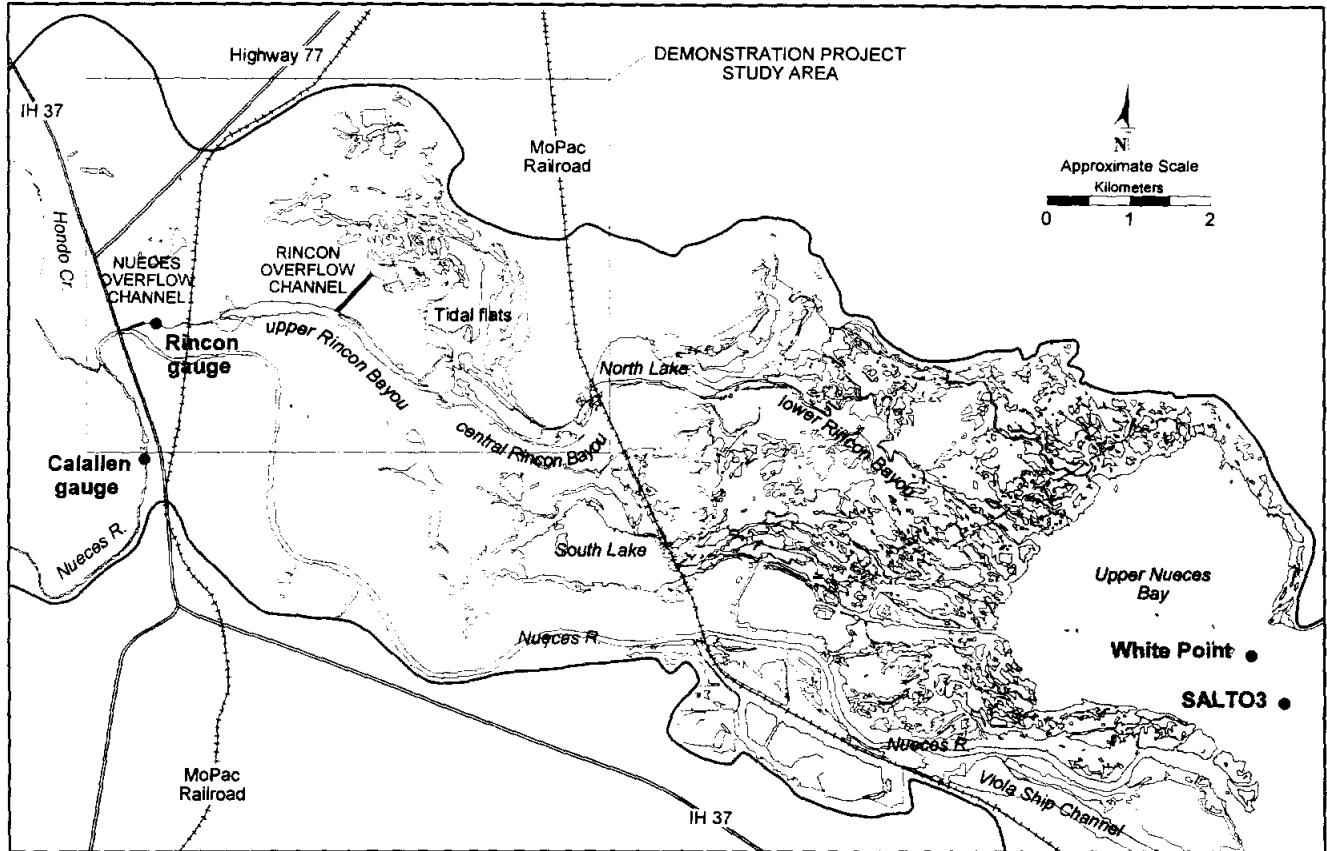 Highway 77
DEMONSTRATION PROJECT
STUDY AREA
IH 37
MoPac
Railroad
N
Approximate Scale
Kilometers
0 1 2
Hondo Cr.
NUECES
OVERFLOW
CHANNEL
RINCON
OVERFLOW
CHANNEL
Tidal flats
Rincon
gauge
upper Rincon Bayou
North Lake
lower Rincon Bayou
central Rincon Bayou
Calallen
gauge
Nueces R.
South Lake
Upper Nueces
Bay
Nueces R.
White Point
SALTO3
Nueces R.
MoPac
Railroad
Viola Ship Channel
IH 37